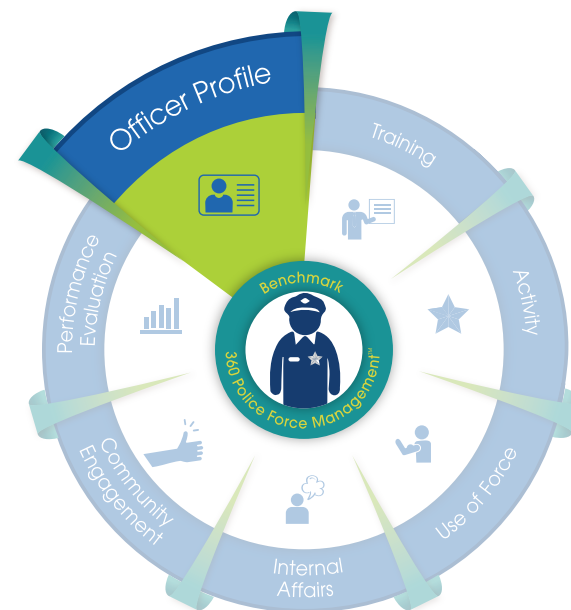 Officer Profile
Training
Activity
Use of Force
Internal
Affairs
Community
Engagement
Performance
Evaluation
Benchmark
360 Police Force Management™